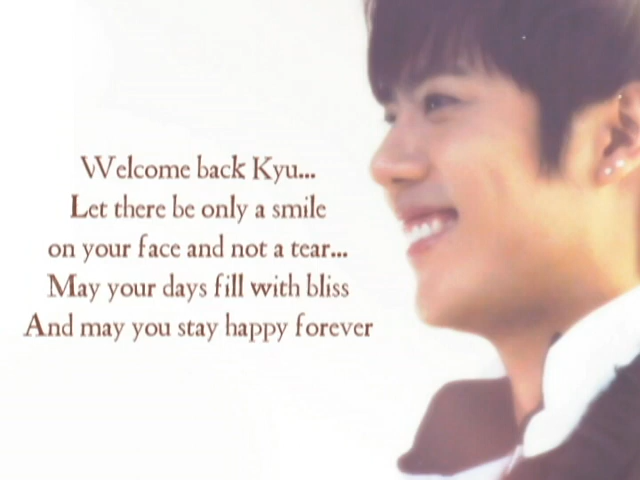 Welcome back Kyu...
Let there be only a smile
on your face and not a tear...
May your days fill with bliss
And may you stay happy forever